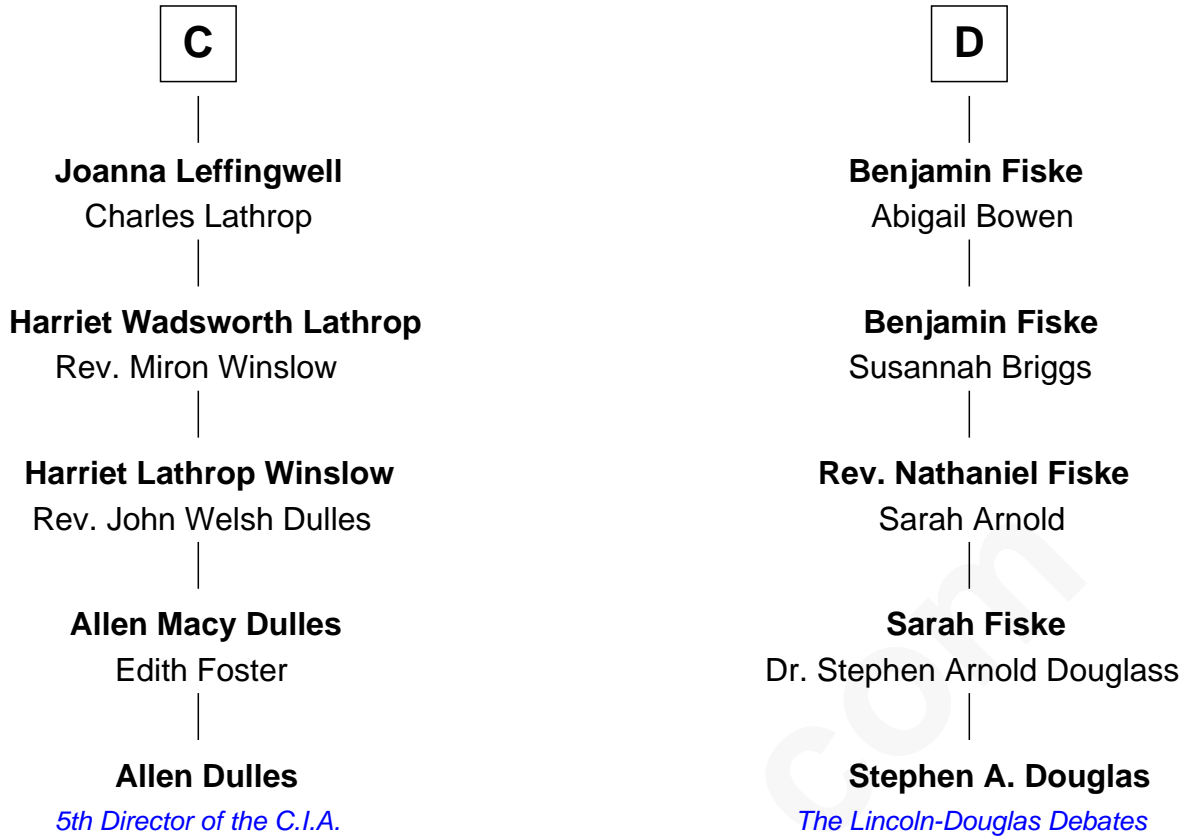 C
Joanna Leffingwell
Charles Lathrop
Harriet Wadsworth Lathrop
Rev. Miron Winslow
Harriet Lathrop Winslow
Rev. John Welsh Dulles
Allen Macy Dulles
Edith Foster
Allen Dulles
5th Director of the C.I.A.
D
Benjamin Fiske
Abigail Bowen
Benjamin Fiske
Susannah Briggs
Rev. Nathaniel Fiske
Sarah Arnold
Sarah Fiske
Dr. Stephen Arnold Douglass
Stephen A. Douglas
The Lincoln-Douglas Debates
com